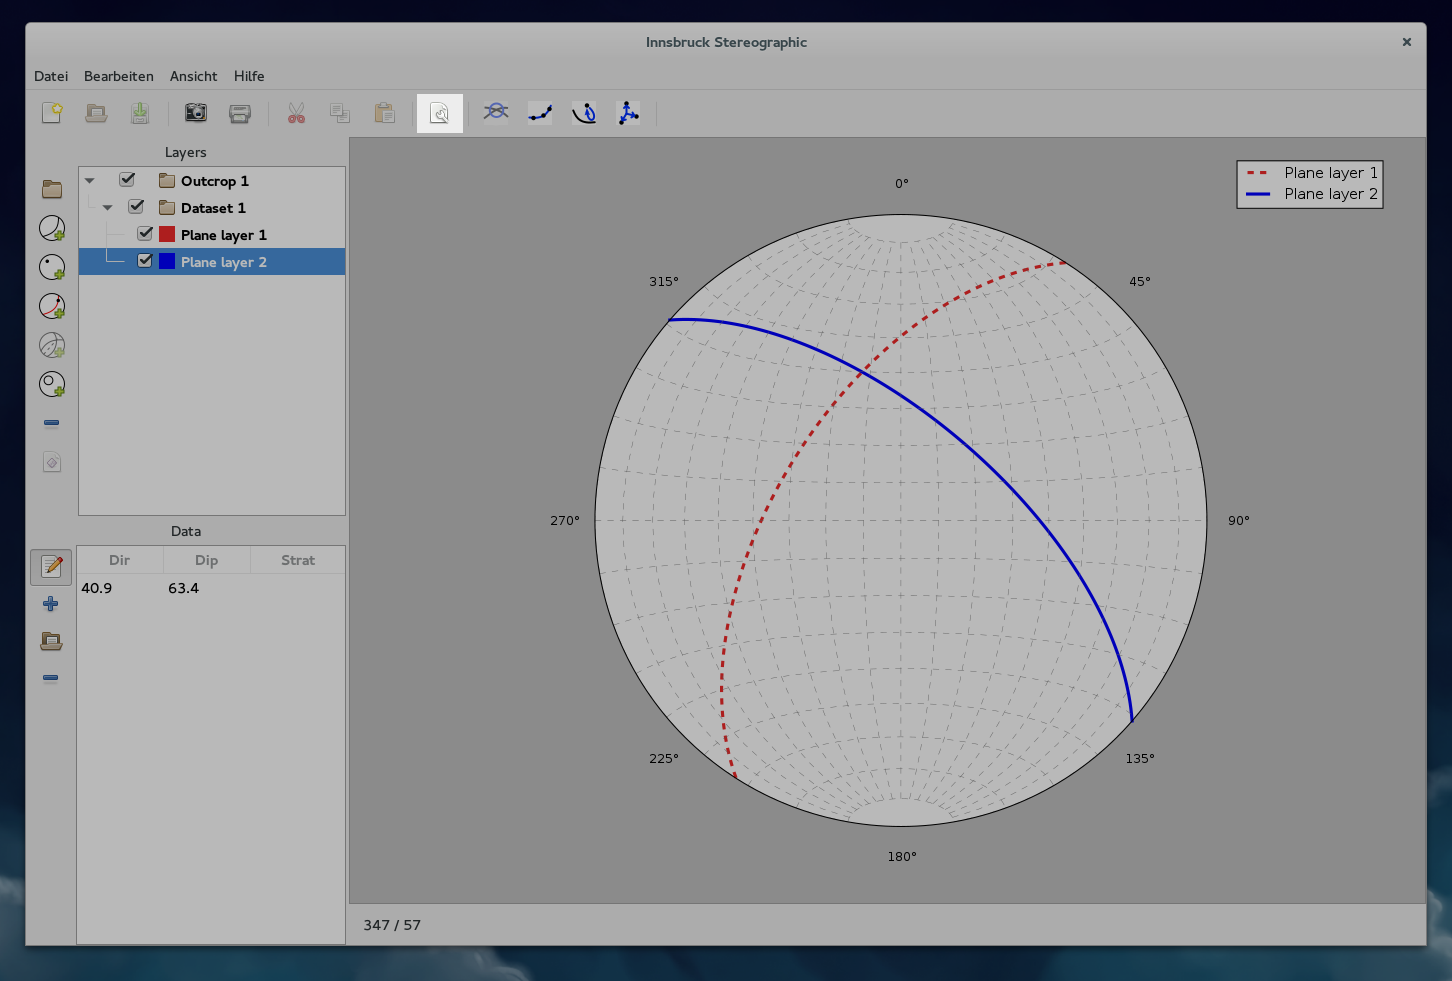 Innsbruck Stereographic
Datei Bearbeiten Ansicht Hilfe
Layers
Outcrop 1
Dataset 1
Plane layer 1
Plane layer 2
Data
Dir Dip Strat
40.9 63.4
Plane layer 1
Plane layer 2
0°
315°
45°
270°
90°
225°
135°
180°
347 / 57